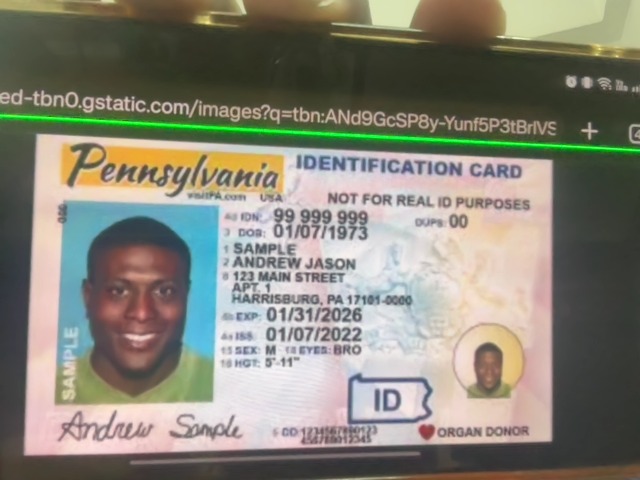 ed-tbn0.gstatic.com/images?q=tbn:ANd9GcSP8y-Yunf5P3tBrIVS
Pennsylvania
IDENTIFICATION CARD
visitPA.com USA
NOT FOR REAL ID PURPOSES
4d IDN: 99 999 999
DUPS: 00
3 DOB: 01/07/1973
1 SAMPLE
2 ANDREW JASON
8 123 MAIN STREET
APT. 1
HARRISBURG, PA 17101-0000
4b EXP: 01/31/2026
4a ISS: 01/07/2022
15 SEX: M 18 EYES: BRO
16 HGT: 5'-11"
SAMPLE
ID
Andrew Sample
5 DD: 1234567890123
456789012345
ORGAN DONOR